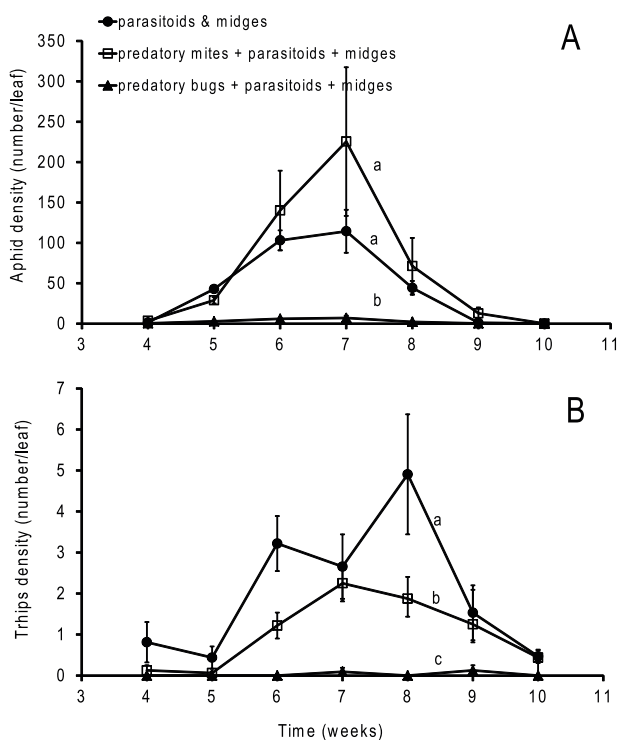 parasitoids & midges
predatory mites + parasitoids + midges
predatory bugs + parasitoids + midges
A
Aphid density (number/leaf)
350
300
250
200
150
100
50
0
a
a
b
3 4 5 6 7 8 9 10 11
B
Trhips density (number/leaf)
7
6
5
4
3
2
1
0
a
b
c
3 4 5 6 7 8 9 10 11
Time (weeks)